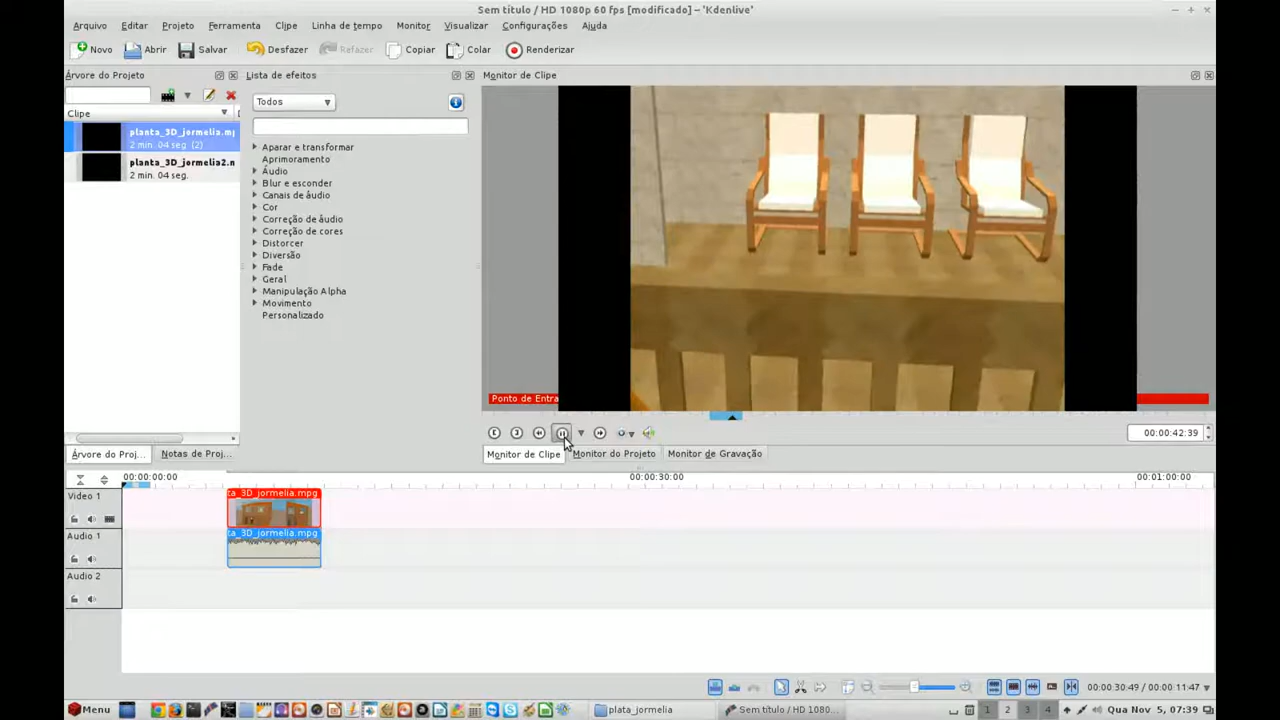 Sem título / HD 1080p 60 fps [modificado] – 'Kdenlive'
Arquivo Editar Projeto Ferramenta Clipe Linha de tempo Monitor Visualizar Configurações Ajuda
Novo Abrir Salvar Desfazer Refazer Copiar Colar Renderizar
Árvore do Projeto Lista de efeitos Monitor de Clipe
Todos
Clipe
planta_3D_jormelia.mp
2 min. 04 seg. (2)
planta_3D_jormelia2.n
2 min. 04 seg.
Aparar e transformar
Aprimoramento
Áudio
Blur e esconder
Canais de áudio
Cor
Correção de áudio
Correção de cores
Distorcer
Diversão
Fade
Geral
Manipulação Alpha
Movimento
Personalizado
Ponto de Entra
00:00:42:39
Árvore do Proj... Notas de Proj... Monitor de Clipe Monitor do Projeto Monitor de Gravação
00:00:00:00 00:00:30:00 00:01:00:00
Video 1
ta_3D_jormelia.mpg
Audio 1
ta_3D_jormelia.mpg
Audio 2
00:00:30:49 / 00:00:11:47
Menu plata_jormelia Sem título / HD 1080... 1 2 3 4 Qua Nov 5, 07:39